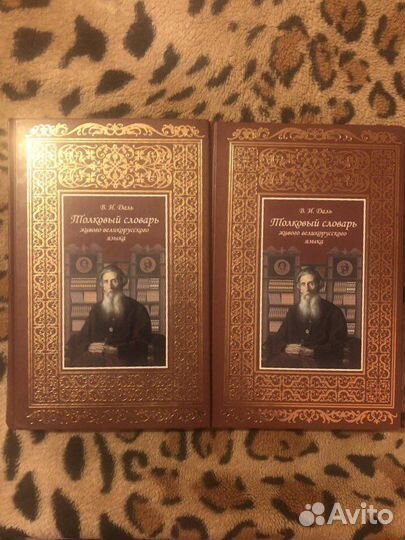 В. И. Даль
Толковый словарь
живого великорусского
языка
В. И. Даль
Толковый словарь
живого великорусского
языка
Avito